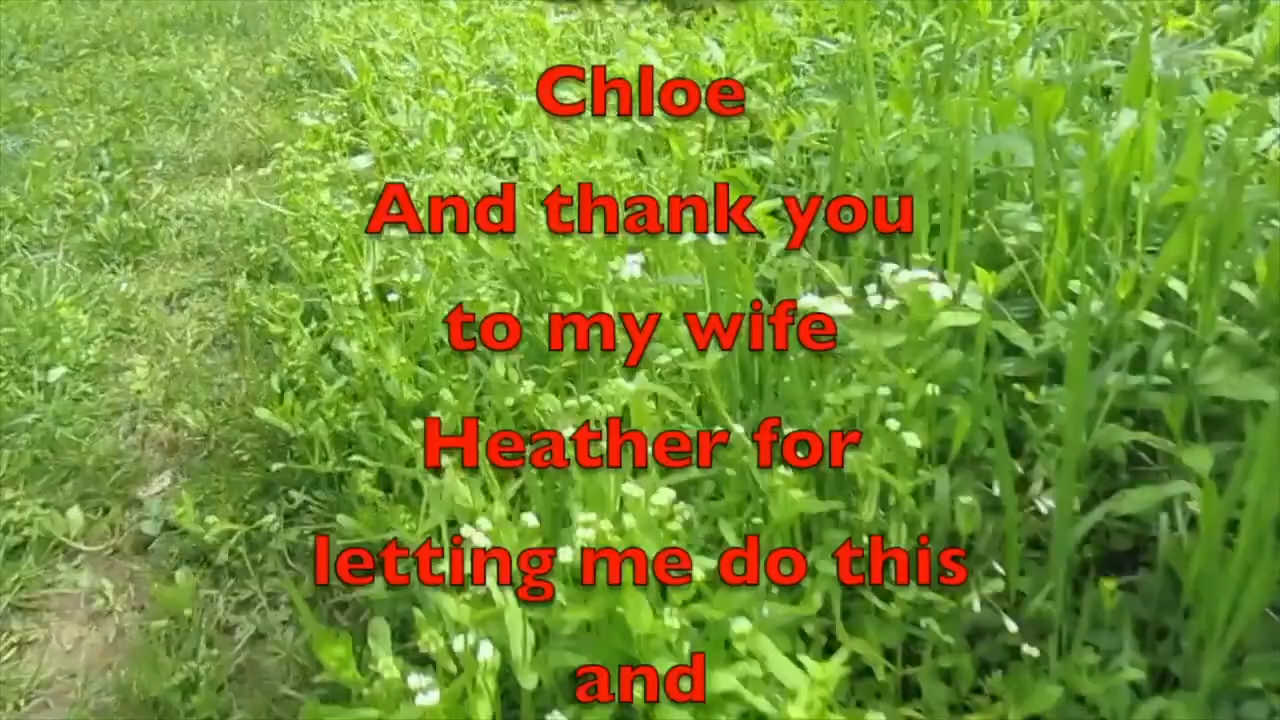 Chloe
And thank you
to my wife
Heather for
letting me do this
and